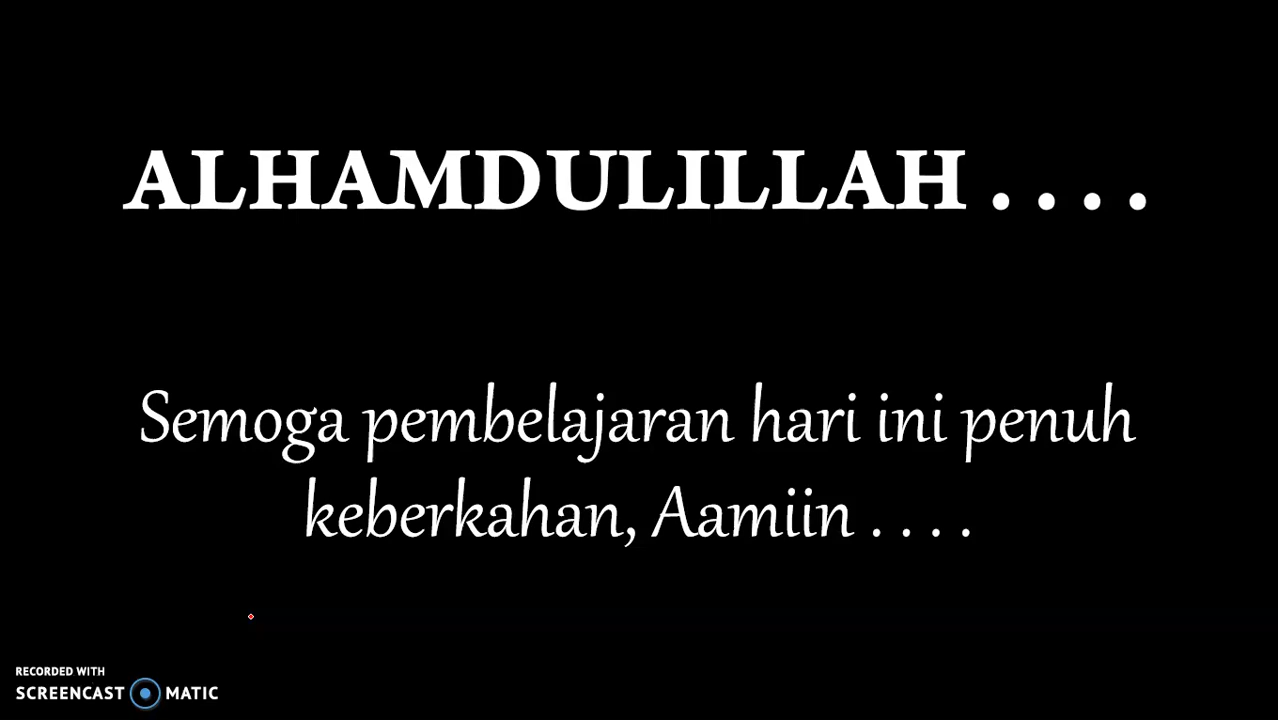 ALHAMDULILLAH . . . .
Semoga pembelajaran hari ini penuh
keberkahan, Aamiin . . . .
RECORDED WITH
SCREENCAST MATIC